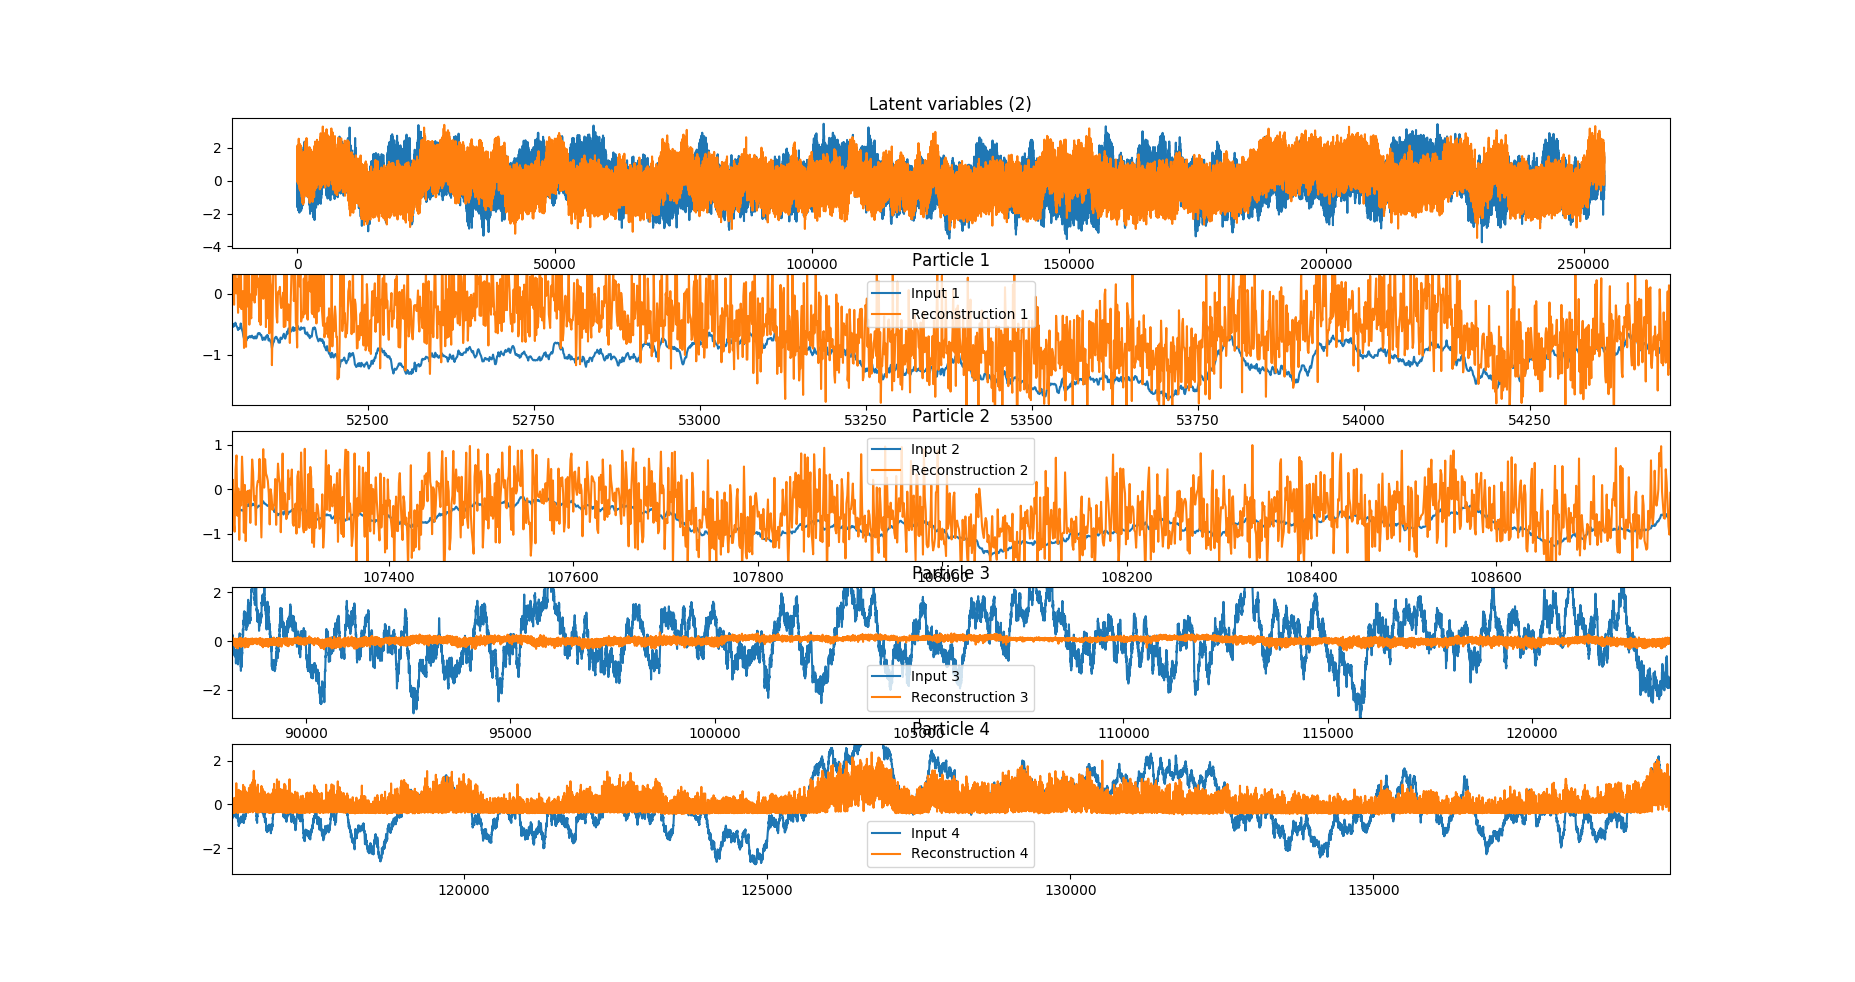 Latent variables (2)
2
0
−2
−4
0 50000 100000 150000 200000 250000
Particle 1
0
−1
Input 1
Reconstruction 1
52500 52750 53000 53250 53500 53750 54000 54250
Particle 2
1
0
−1
Input 2
Reconstruction 2
107400 107600 107800 108000 108200 108400 108600
Particle 3
2
0
−2
Input 3
Reconstruction 3
90000 95000 100000 105000 110000 115000 120000
Particle 4
2
0
−2
Input 4
Reconstruction 4
120000 125000 130000 135000